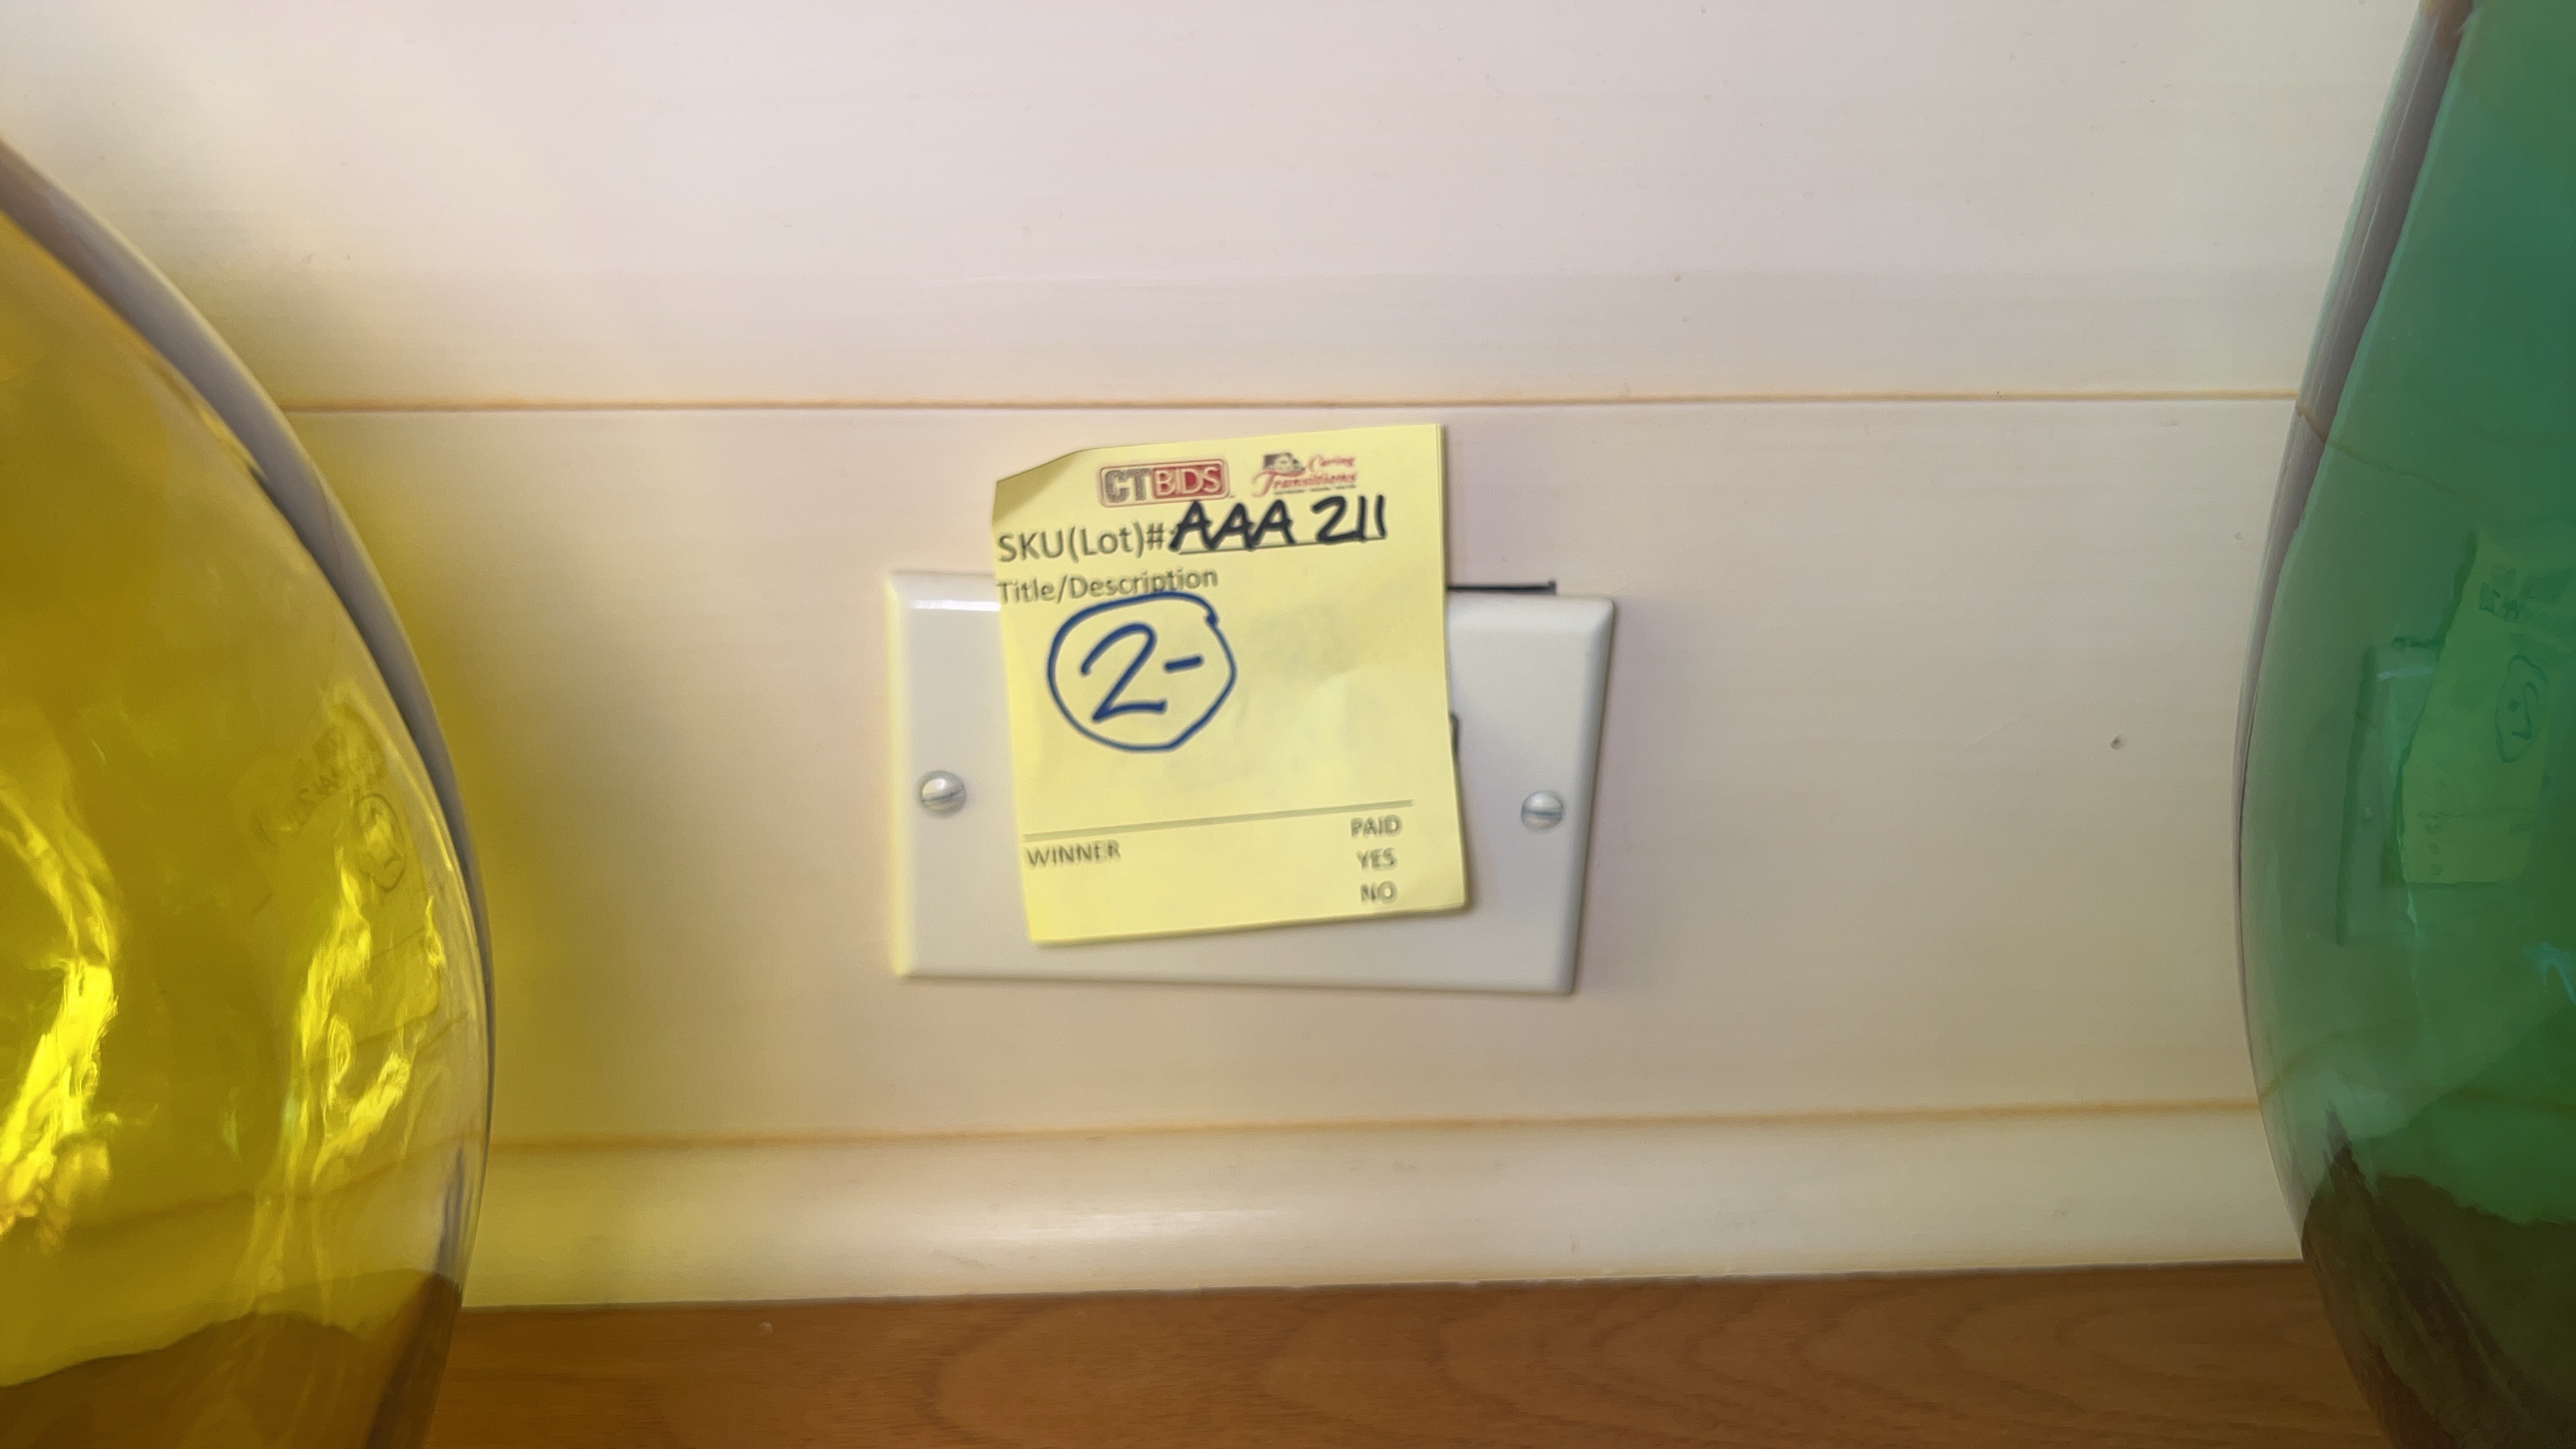 CTBIDS Caring Transitions
SKU(Lot)# AAA 211
Title/Description
2-
PAID
WINNER YES
NO